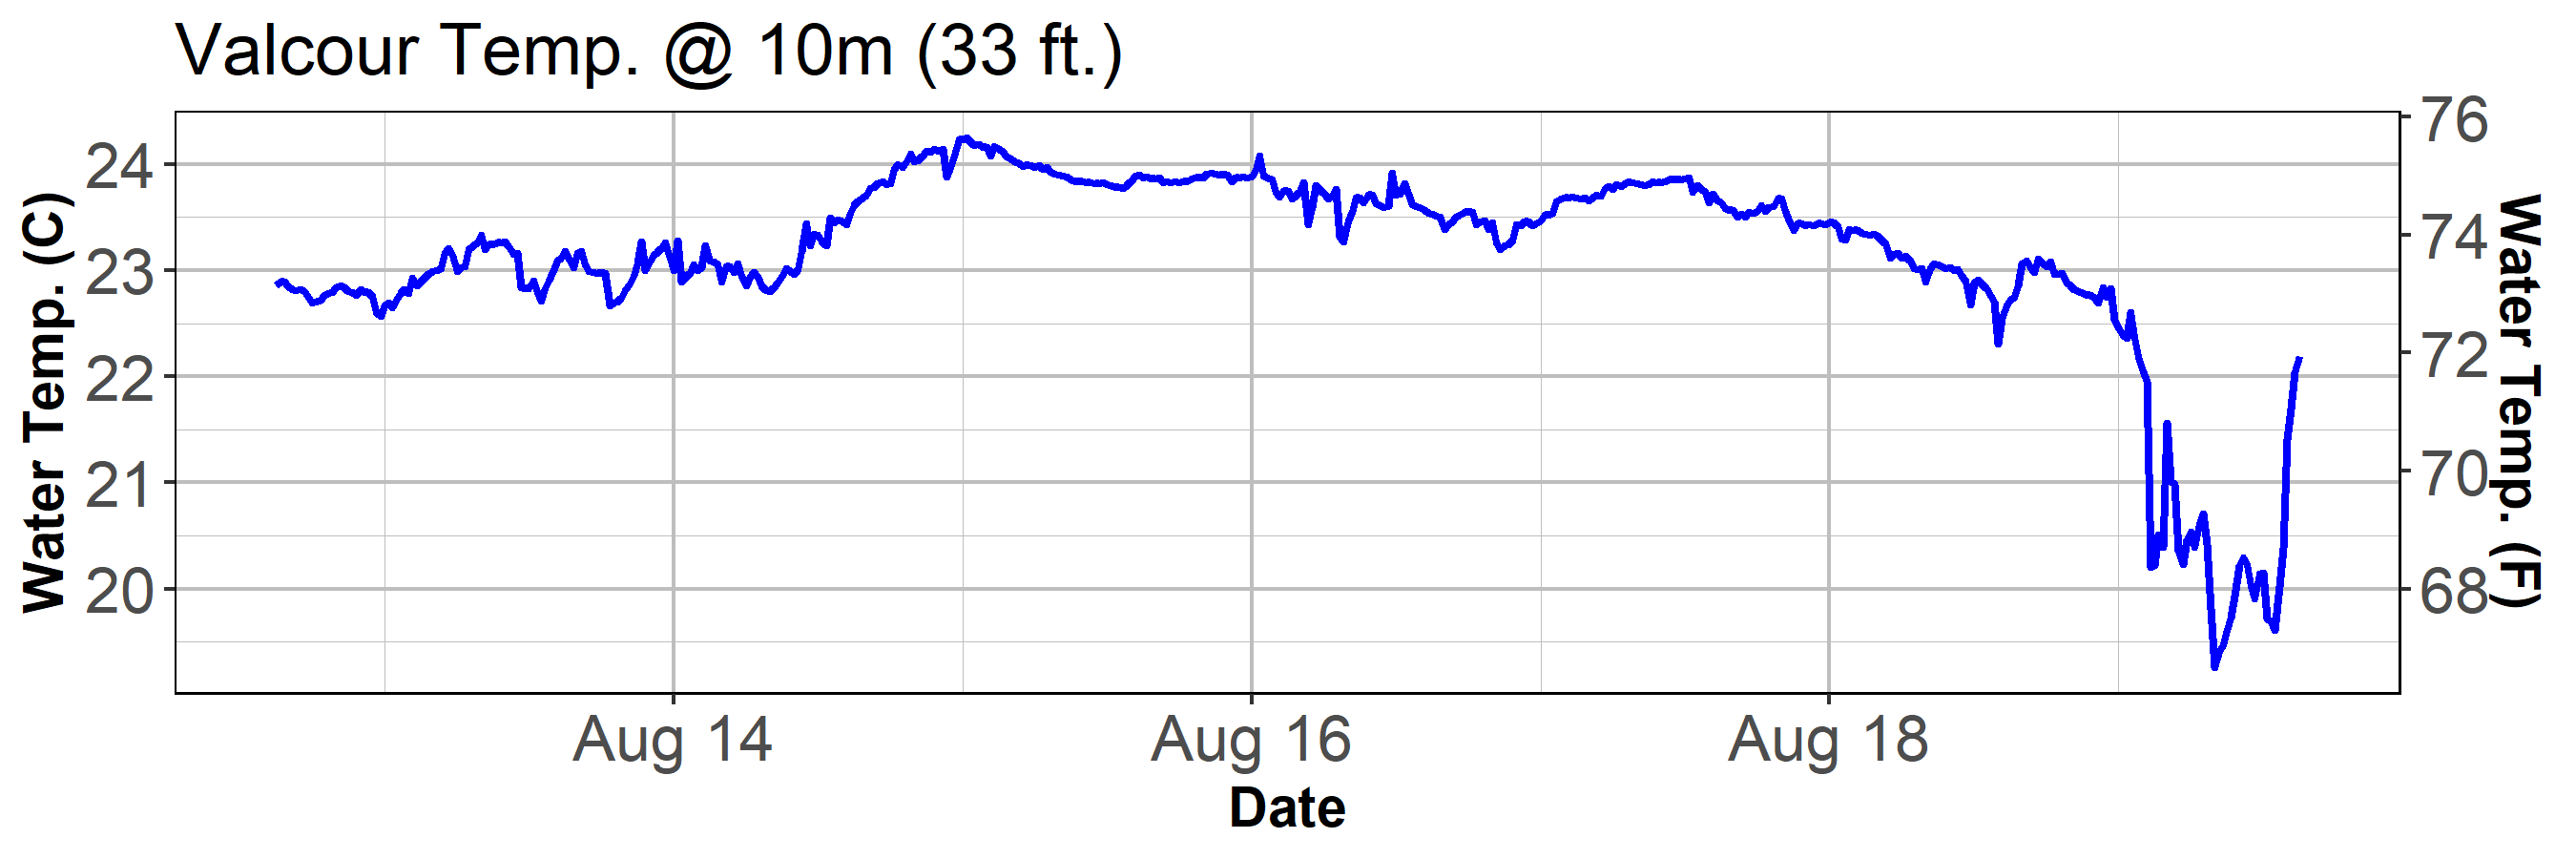 Valcour Temp. @ 10m (33 ft.)
Water Temp. (C)
24
23
22
21
20
76
74
72
70
68
Water Temp. (F)
Aug 14
Aug 16
Aug 18
Date